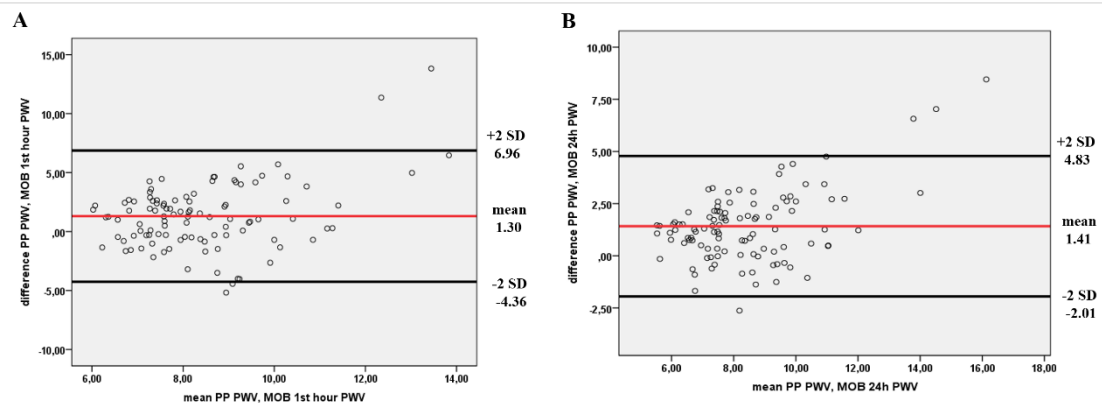 A
difference PP PWV, MOB 1st hour PWV
15,00
10,00
5,00
,00
-5,00
-10,00
6,00 8,00 10,00 12,00 14,00
mean PP PWV, MOB 1st hour PWV
+2 SD
6.96
mean
1.30
-2 SD
-4.36
B
difference PP PWV, MOB 24h PWV
10,00
7,50
5,00
2,50
,00
-2,50
6,00 8,00 10,00 12,00 14,00 16,00 18,00
mean PP PWV, MOB 24h PWV
+2 SD
4.83
mean
1.41
-2 SD
-2.01